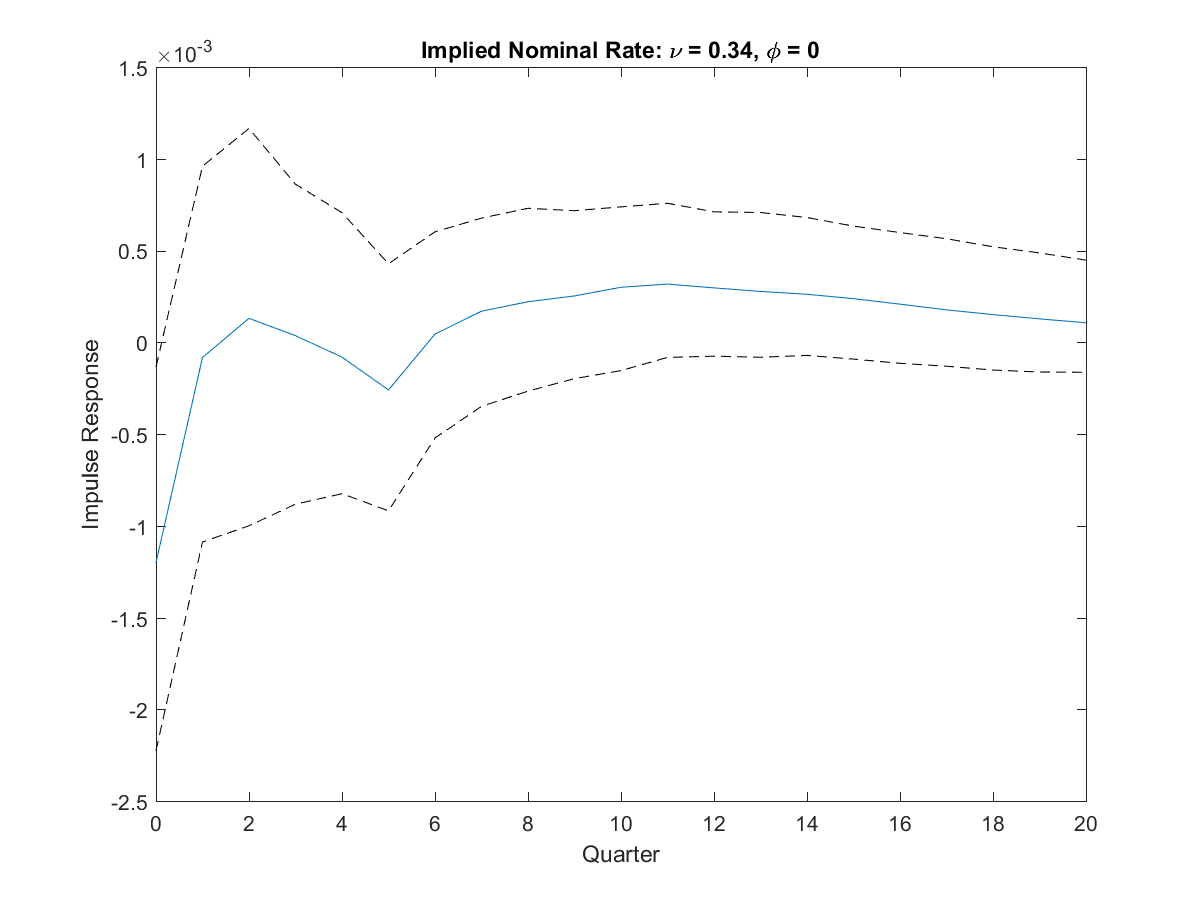 Implied Nominal Rate: ν = 0.34, ϕ = 0
×10-3
1.5
1
0.5
0
-0.5
-1
-1.5
-2
-2.5
Impulse Response
0 2 4 6 8 10 12 14 16 18 20
Quarter